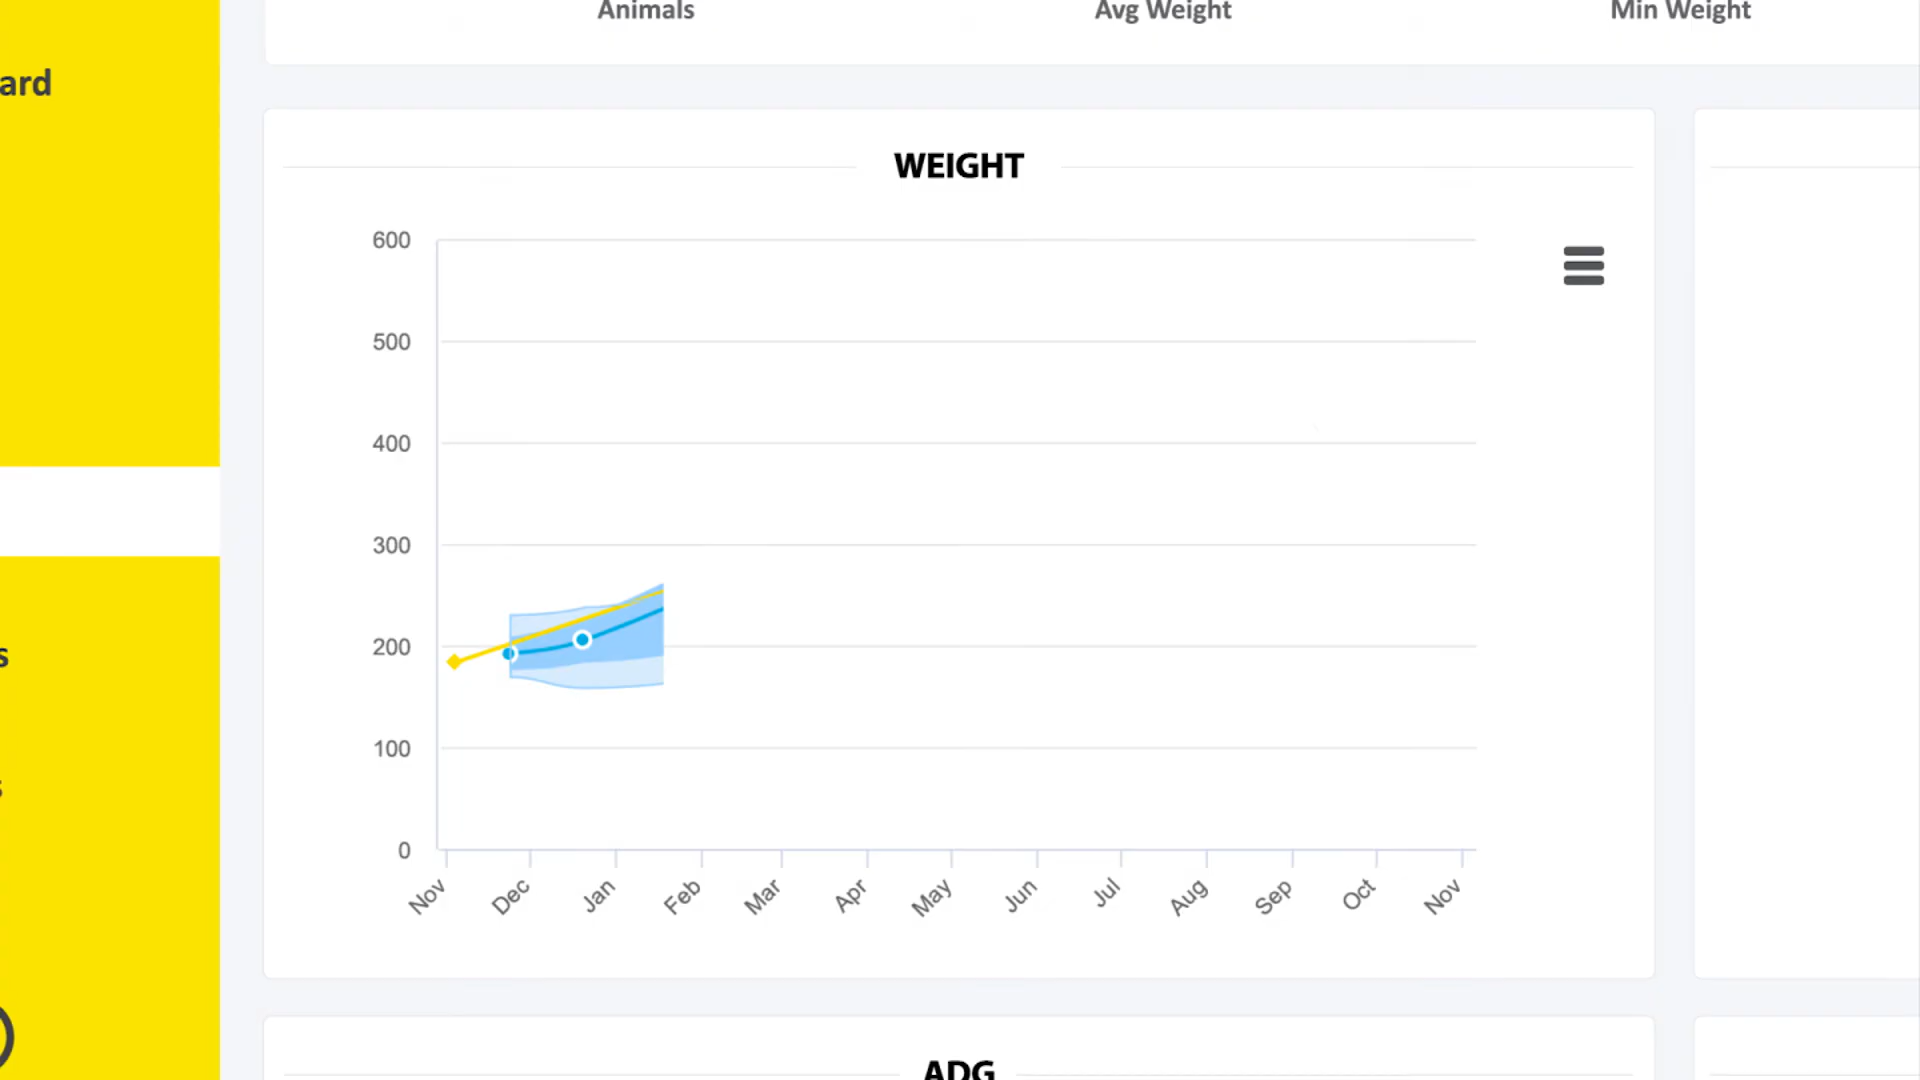 Animals Avg Weight Min Weight
ard
WEIGHT
600
500
400
300
200
100
0
Nov Dec Jan Feb Mar Apr May Jun Jul Aug Sep Oct Nov
s
s
ADG